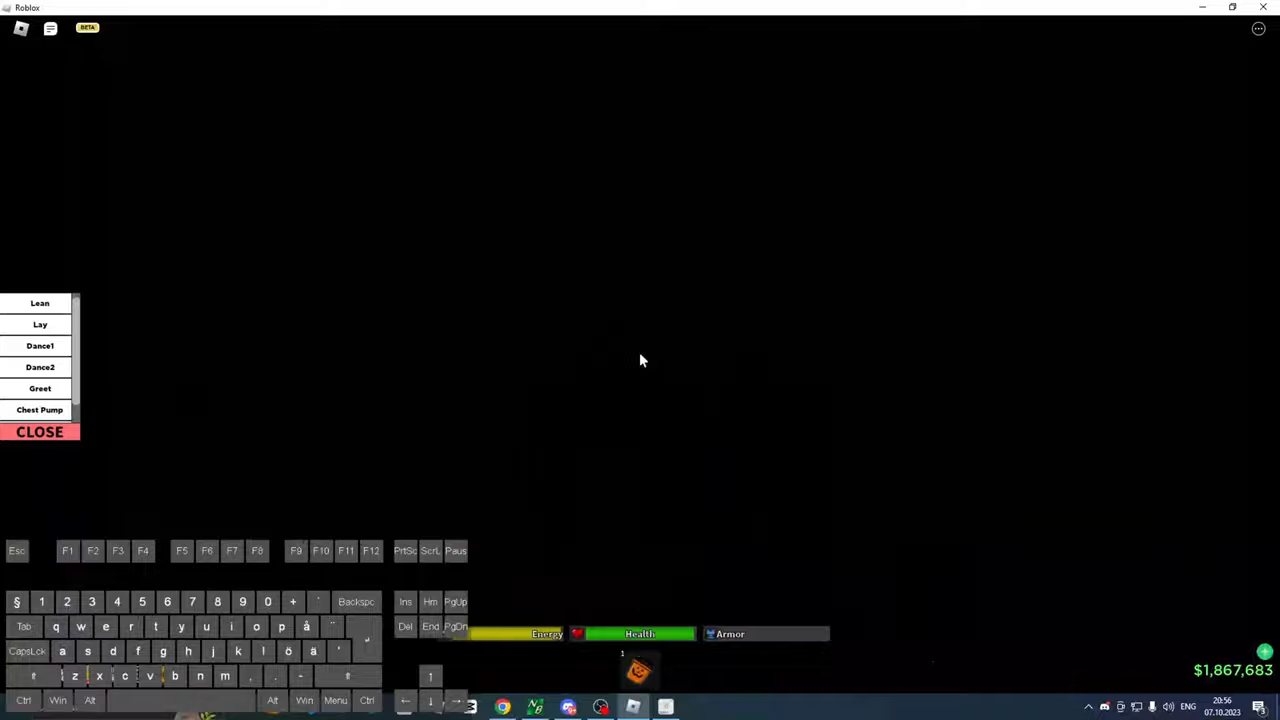 Roblox
BETA
Lean
Lay
Dance1
Dance2
Greet
Chest Pump
CLOSE
Esc F1 F2 F3 F4 F5 F6 F7 F8 F9 F10 F11 F12 PrtSc ScrL Paus
§ 1 2 3 4 5 6 7 8 9 0 + ´ Backspc Ins Hm PgUp
Tab q w e r t y u i o p å ¨ Del End PgDn
CapsLck a s d f g h j k l ö ä '
z x c v b n m , . -
Ctrl Win Alt Alt Win Menu Ctrl
Energy Health Armor
1
$1,867,683
ENG 20:56
07.10.2023